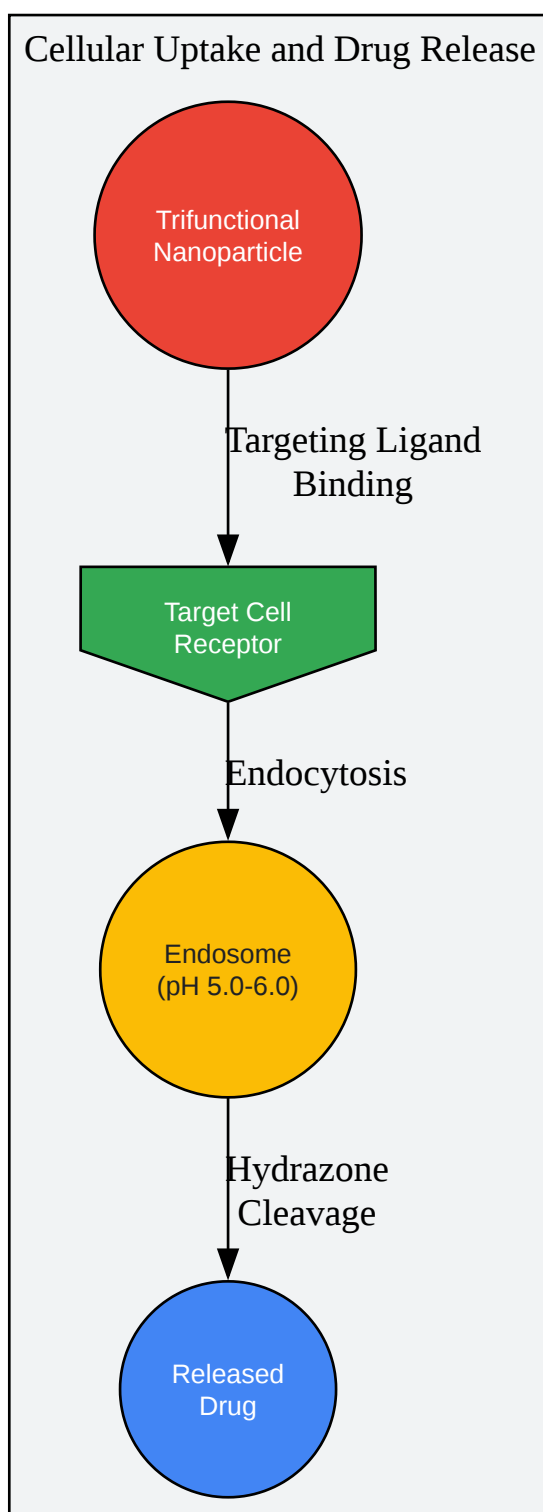 Cellular Uptake and Drug Release
Trifunctional
Nanoparticle
Targeting Ligand
Binding
Target Cell
Receptor
Endocytosis
Endosome
(pH 5.0-6.0)
Hydrazone
Cleavage
Released
Drug